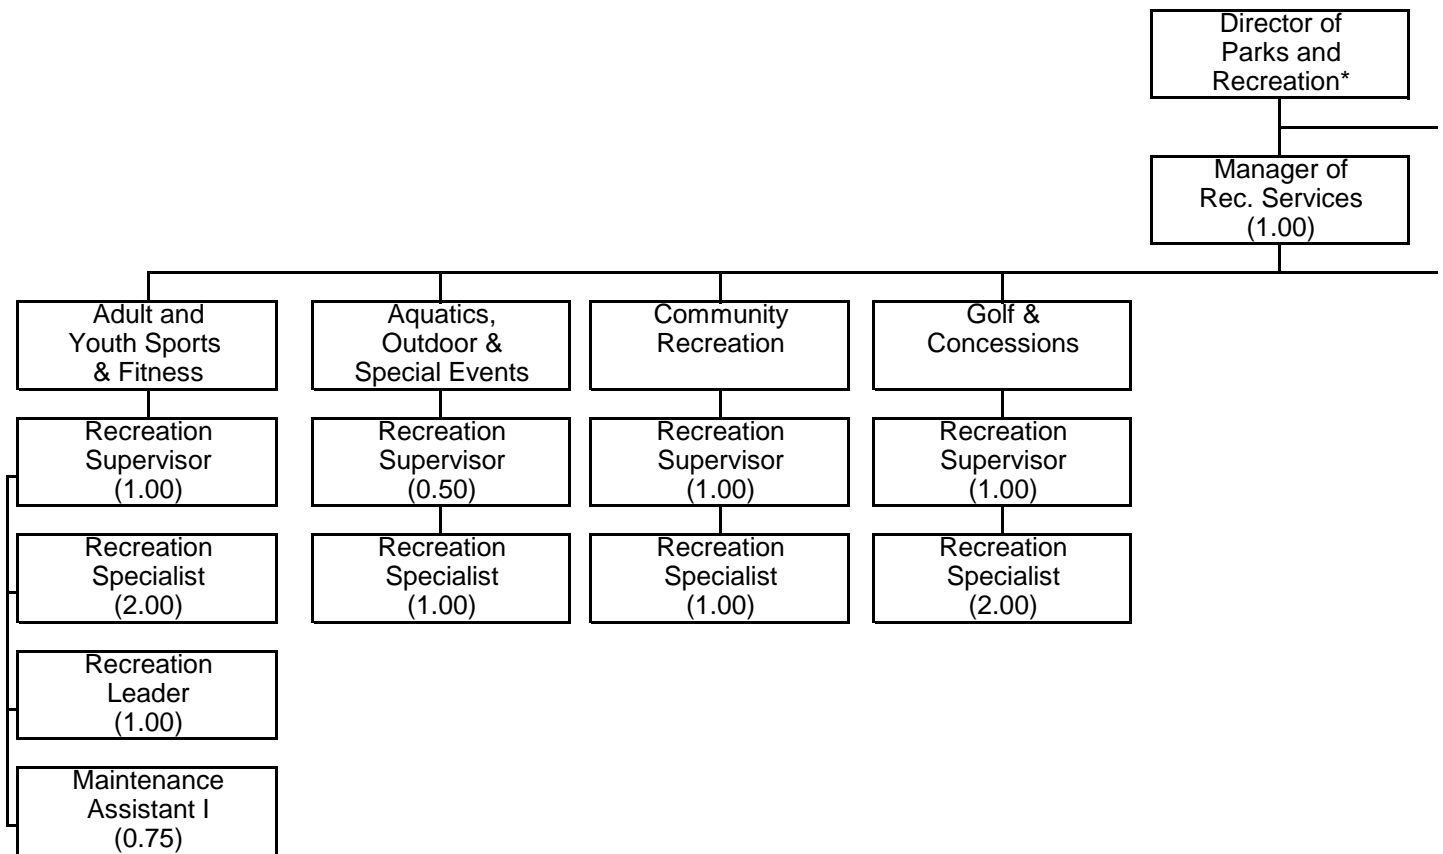 Director of
Parks and
Recreation*
Manager of
Rec. Services
(1.00)
Adult and
Youth Sports
& Fitness
Aquatics,
Outdoor &
Special Events
Community
Recreation
Golf &
Concessions
Recreation
Supervisor
(1.00)
Recreation
Supervisor
(0.50)
Recreation
Supervisor
(1.00)
Recreation
Supervisor
(1.00)
Recreation
Specialist
(2.00)
Recreation
Specialist
(1.00)
Recreation
Specialist
(1.00)
Recreation
Specialist
(2.00)
Recreation
Leader
(1.00)
Maintenance
Assistant I
(0.75)